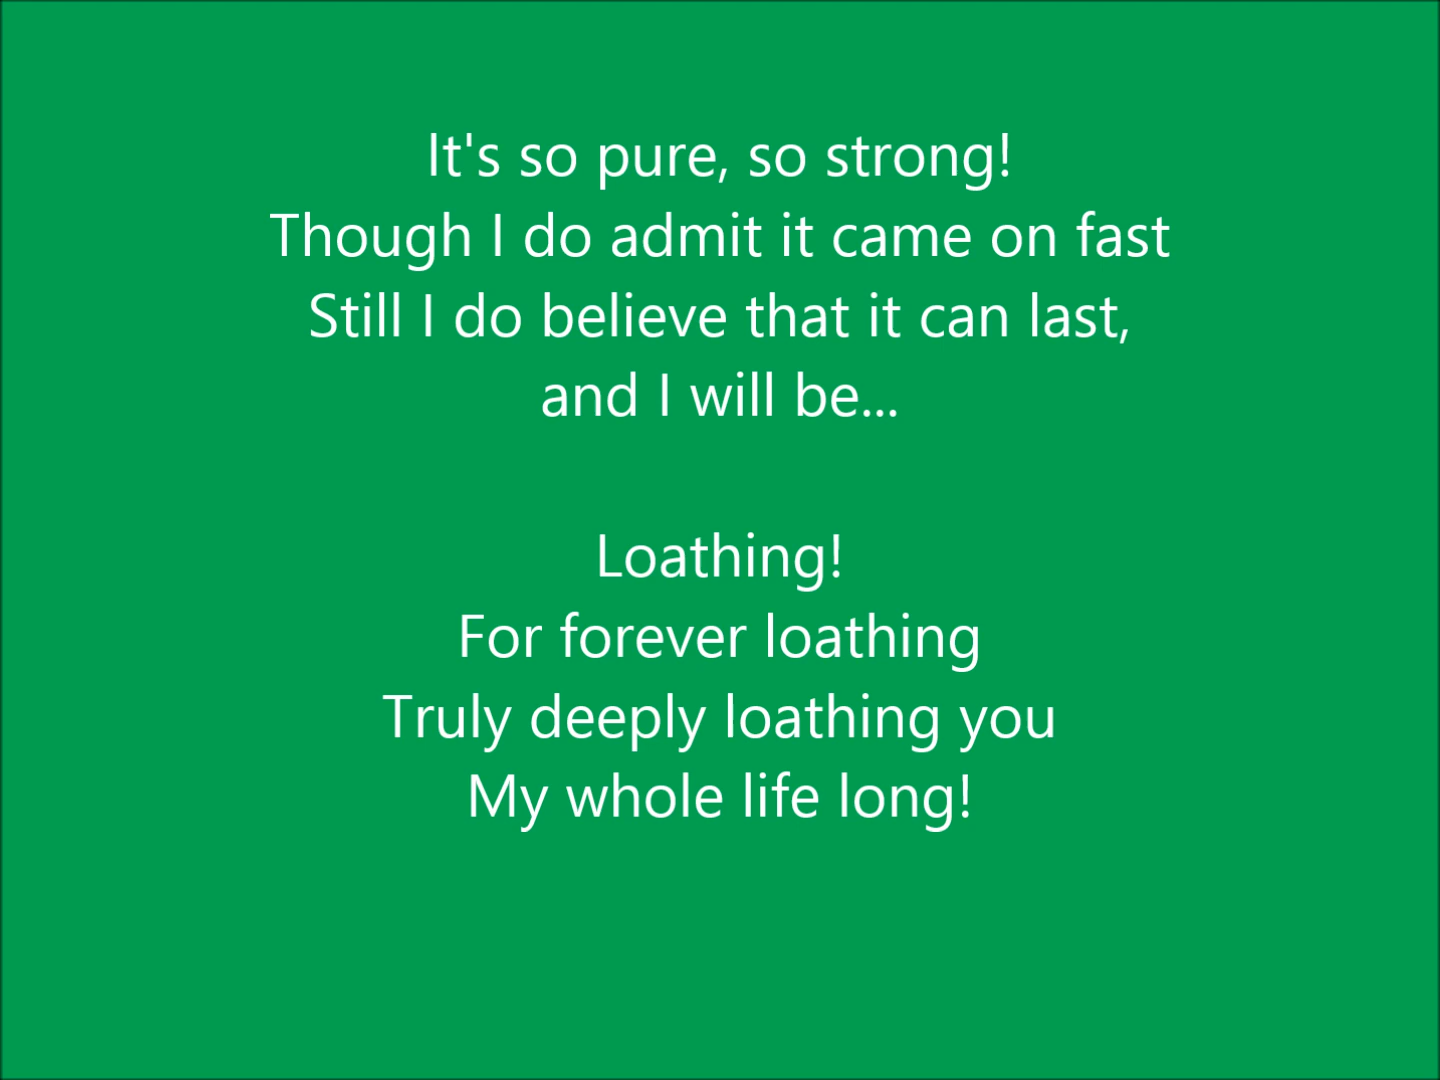 It's so pure, so strong!
Though I do admit it came on fast
Still I do believe that it can last,
and I will be...
Loathing!
For forever loathing
Truly deeply loathing you
My whole life long!